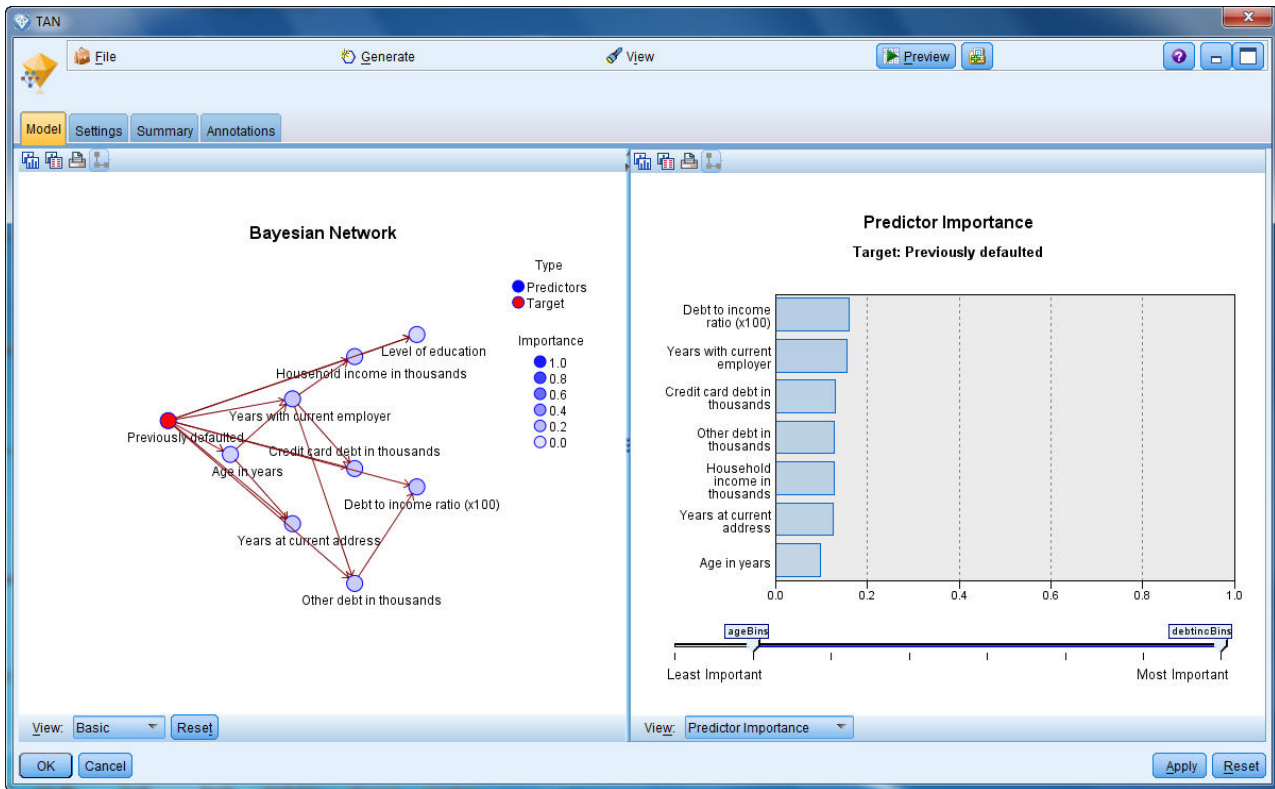 TAN
File
Generate
View
Preview
Model
Settings
Summary
Annotations
Bayesian Network
Type
Predictors
Target
Importance
1.0
0.8
0.6
0.4
0.2
0.0
Level of education
Household income in thousands
Years with current employer
Previously defaulted
Credit card debt in thousands
Age in years
Debt to income ratio (x100)
Years at current address
Other debt in thousands
View:
Basic
Reset
Predictor Importance
Target: Previously defaulted
Debt to income
ratio (x100)
Years with current
employer
Credit card debt in
thousands
Other debt in
thousands
Household
income in
thousands
Years at current
address
Age in years
0.0
0.2
0.4
0.6
0.8
1.0
ageBins
debtincBins
Least Important
Most Important
View:
Predictor Importance
OK
Cancel
Apply
Reset